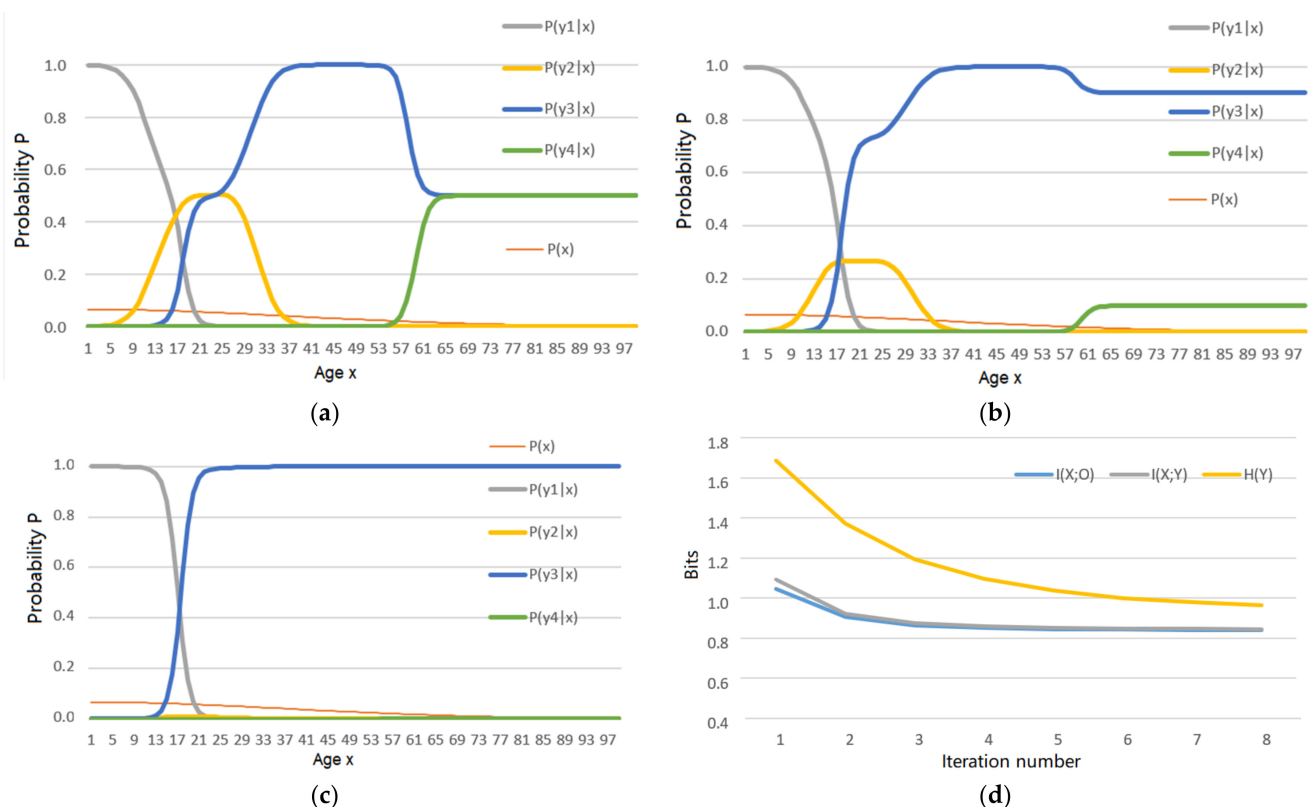 P(y1|x)
P(y2|x)
P(y3|x)
P(y4|x)
P(x)
Probability P
1.0
0.8
0.6
0.4
0.2
0.0
1 5 9 13 17 21 25 29 33 37 41 45 49 53 57 61 65 69 73 77 81 85 89 93 97
Age x
(a)
P(y1|x)
P(y2|x)
P(y3|x)
P(y4|x)
P(x)
Probability P
1.0
0.8
0.6
0.4
0.2
0.0
1 5 9 13 17 21 25 29 33 37 41 45 49 53 57 61 65 69 73 77 81 85 89 93 97
Age x
(b)
P(x)
P(y1|x)
P(y2|x)
P(y3|x)
P(y4|x)
Probability P
1.0
0.8
0.6
0.4
0.2
0.0
1 5 9 13 17 21 25 29 33 37 41 45 49 53 57 61 65 69 73 77 81 85 89 93 97
Age x
(c)
I(X;O) I(X;Y) H(Y)
Bits
1.8
1.6
1.4
1.2
1.0
0.8
0.6
0.4
1 2 3 4 5 6 7 8
Iteration number
(d)